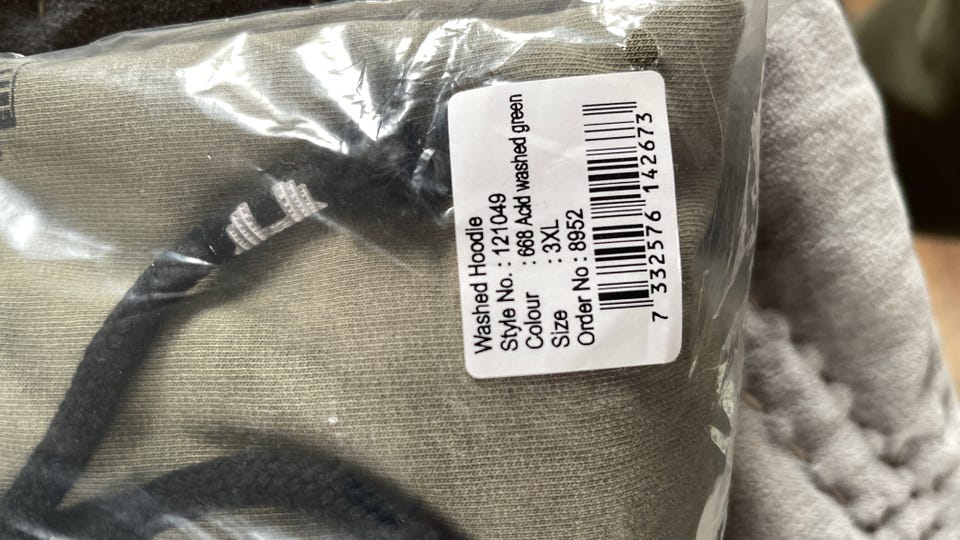 Washed Hoodie
Style No. : 121049
Colour : 668 Acid washed green
Size : 3XL
Order No : 8952
7 332576 142673